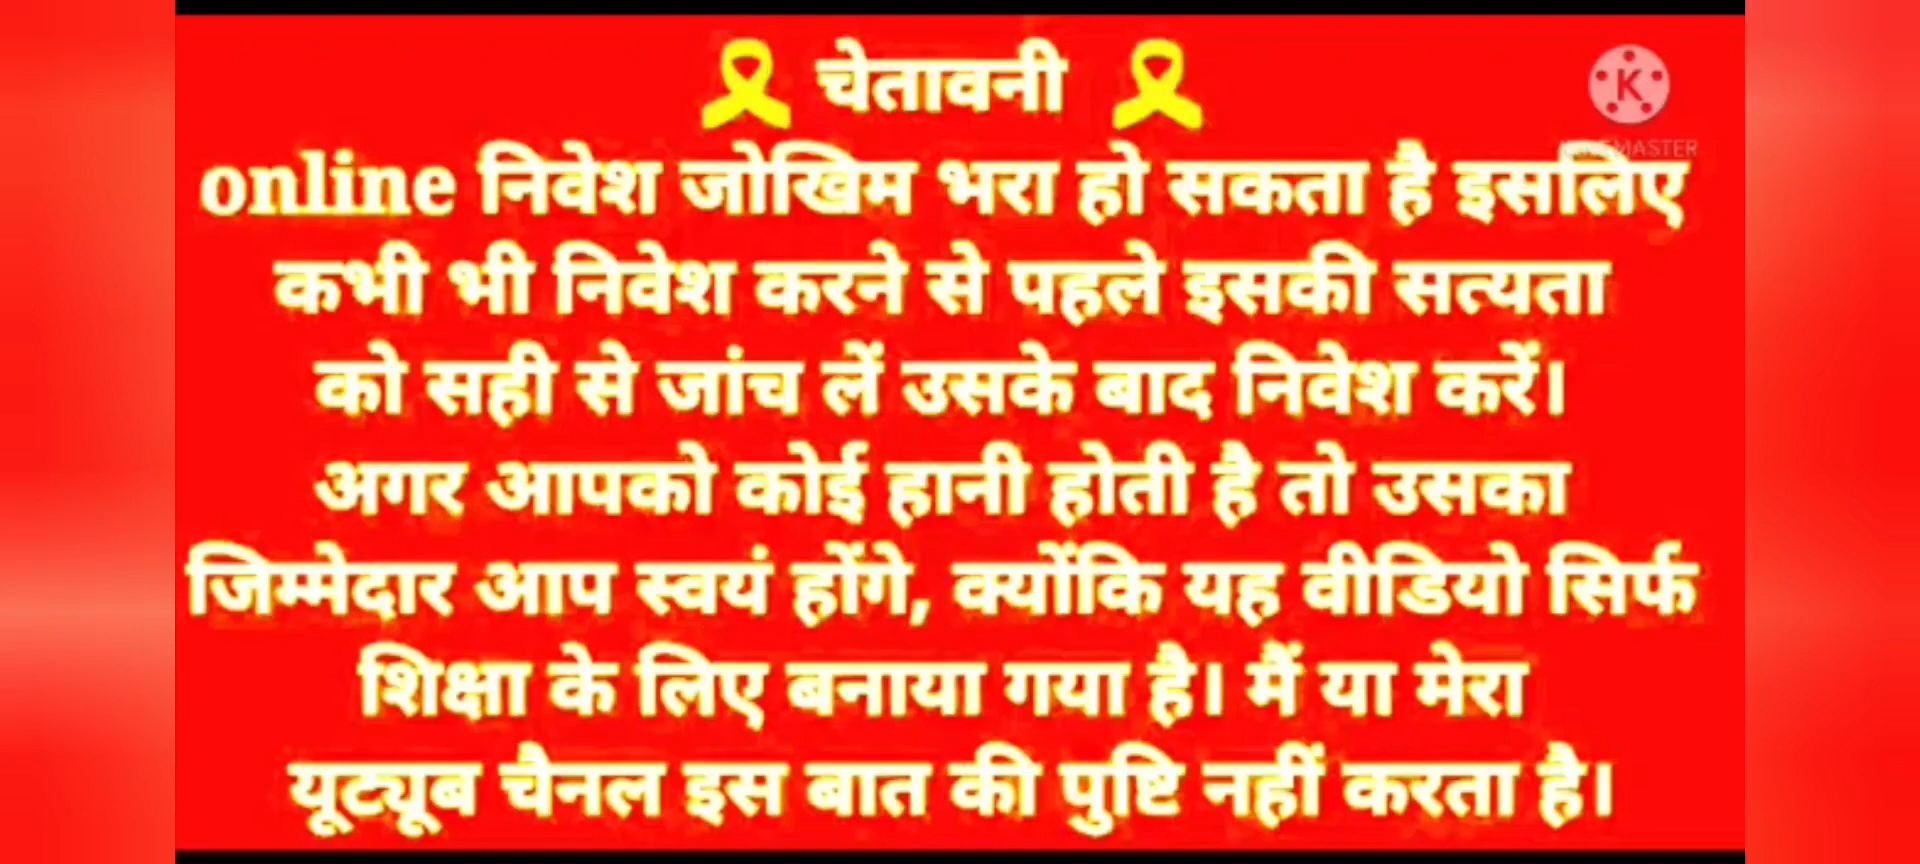 चेतावनी
K
KINEMASTER
online निवेश जोखिम भरा हो सकता है इसलिए
कभी भी निवेश करने से पहले इसकी सत्यता
को सही से जांच लें उसके बाद निवेश करें।
अगर आपको कोई हानी होती है तो उसका
जिम्मेदार आप स्वयं होंगे, क्योंकि यह वीडियो सिर्फ
शिक्षा के लिए बनाया गया है। मैं या मेरा
यूट्यूब चैनल इस बात की पुष्टि नहीं करता है।